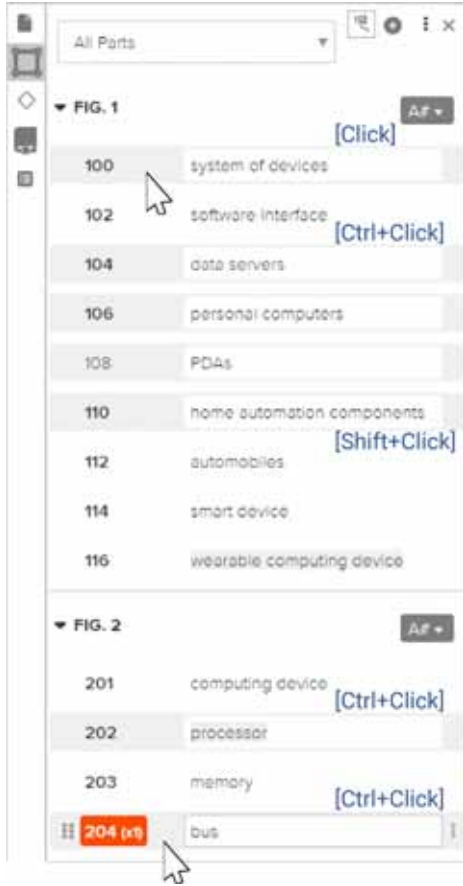 All Parts
FIG. 1
A#
[Click]
100 system of devices
102 software interface
[Ctrl+Click]
104 data servers
106 personal computers
108 PDAs
110 home automation components
[Shift+Click]
112 automobiles
114 smart device
116 wearable computing device
FIG. 2
A#
201 computing device
[Ctrl+Click]
202 processor
203 memory
[Ctrl+Click]
204 (x1) bus